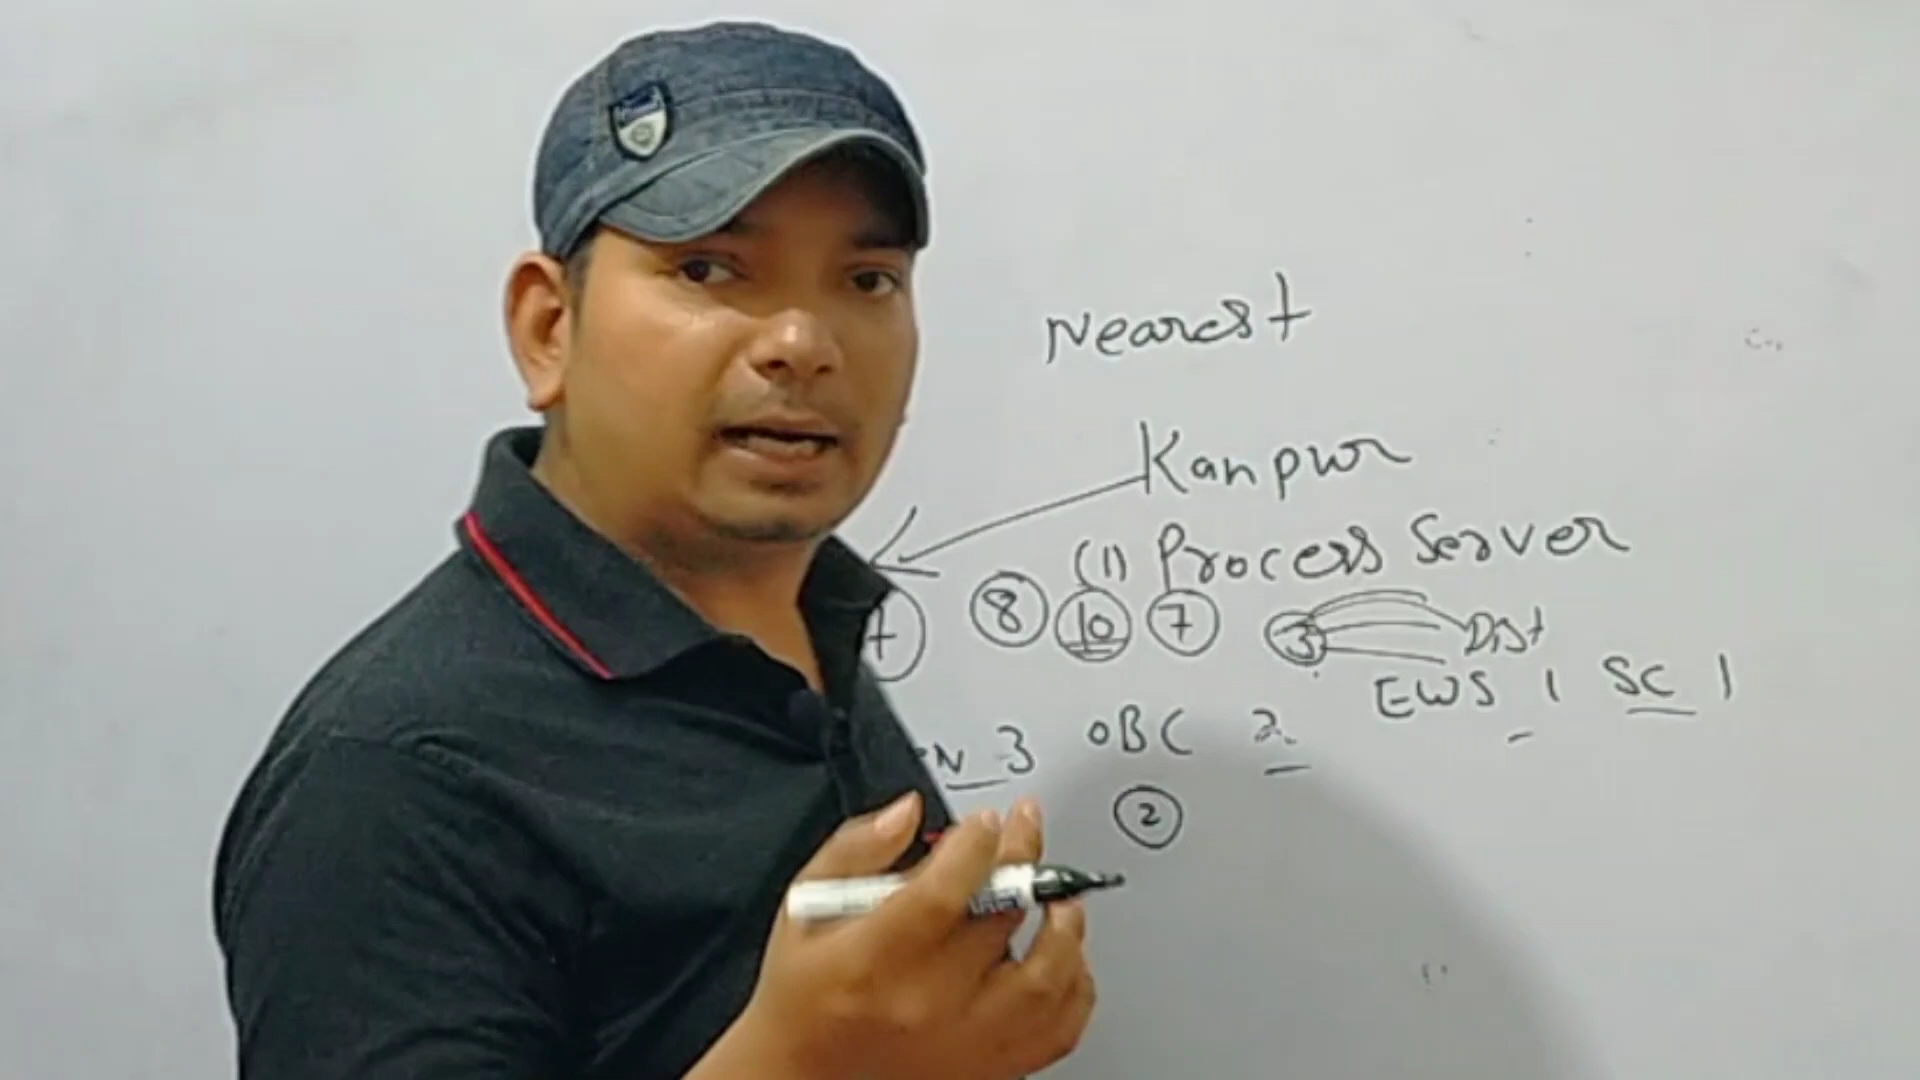 Nearest
Kanpur
(1) Process Server
8 10 7 3 Dist
EWS 1 SC 1
N 3 OBC 2
2